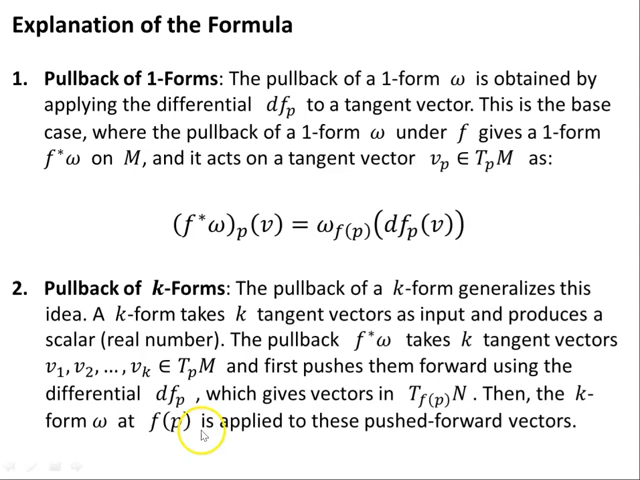 Explanation of the Formula
1. Pullback of 1-Forms: The pullback of a 1-form ω is obtained by
applying the differential df_p to a tangent vector. This is the base
case, where the pullback of a 1-form ω under f gives a 1-form
f*ω on M, and it acts on a tangent vector v_p ∈ T_pM as:
(f*ω)_p(v) = ω_{f(p)}(df_p(v))
2. Pullback of k-Forms: The pullback of a k-form generalizes this
idea. A k-form takes k tangent vectors as input and produces a
scalar (real number). The pullback f*ω takes k tangent vectors
v_1, v_2, …, v_k ∈ T_pM and first pushes them forward using the
differential df_p , which gives vectors in T_{f(p)}N. Then, the k-
form ω at f(p) is applied to these pushed-forward vectors.